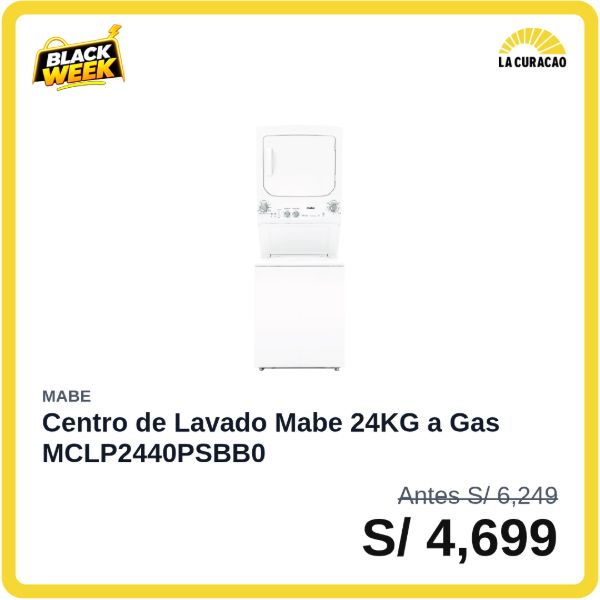 BLACK
WEEK
LA CURACAO
MABE
Centro de Lavado Mabe 24KG a Gas
MCLP2440PSBB0
Antes S/ 6,249
S/ 4,699